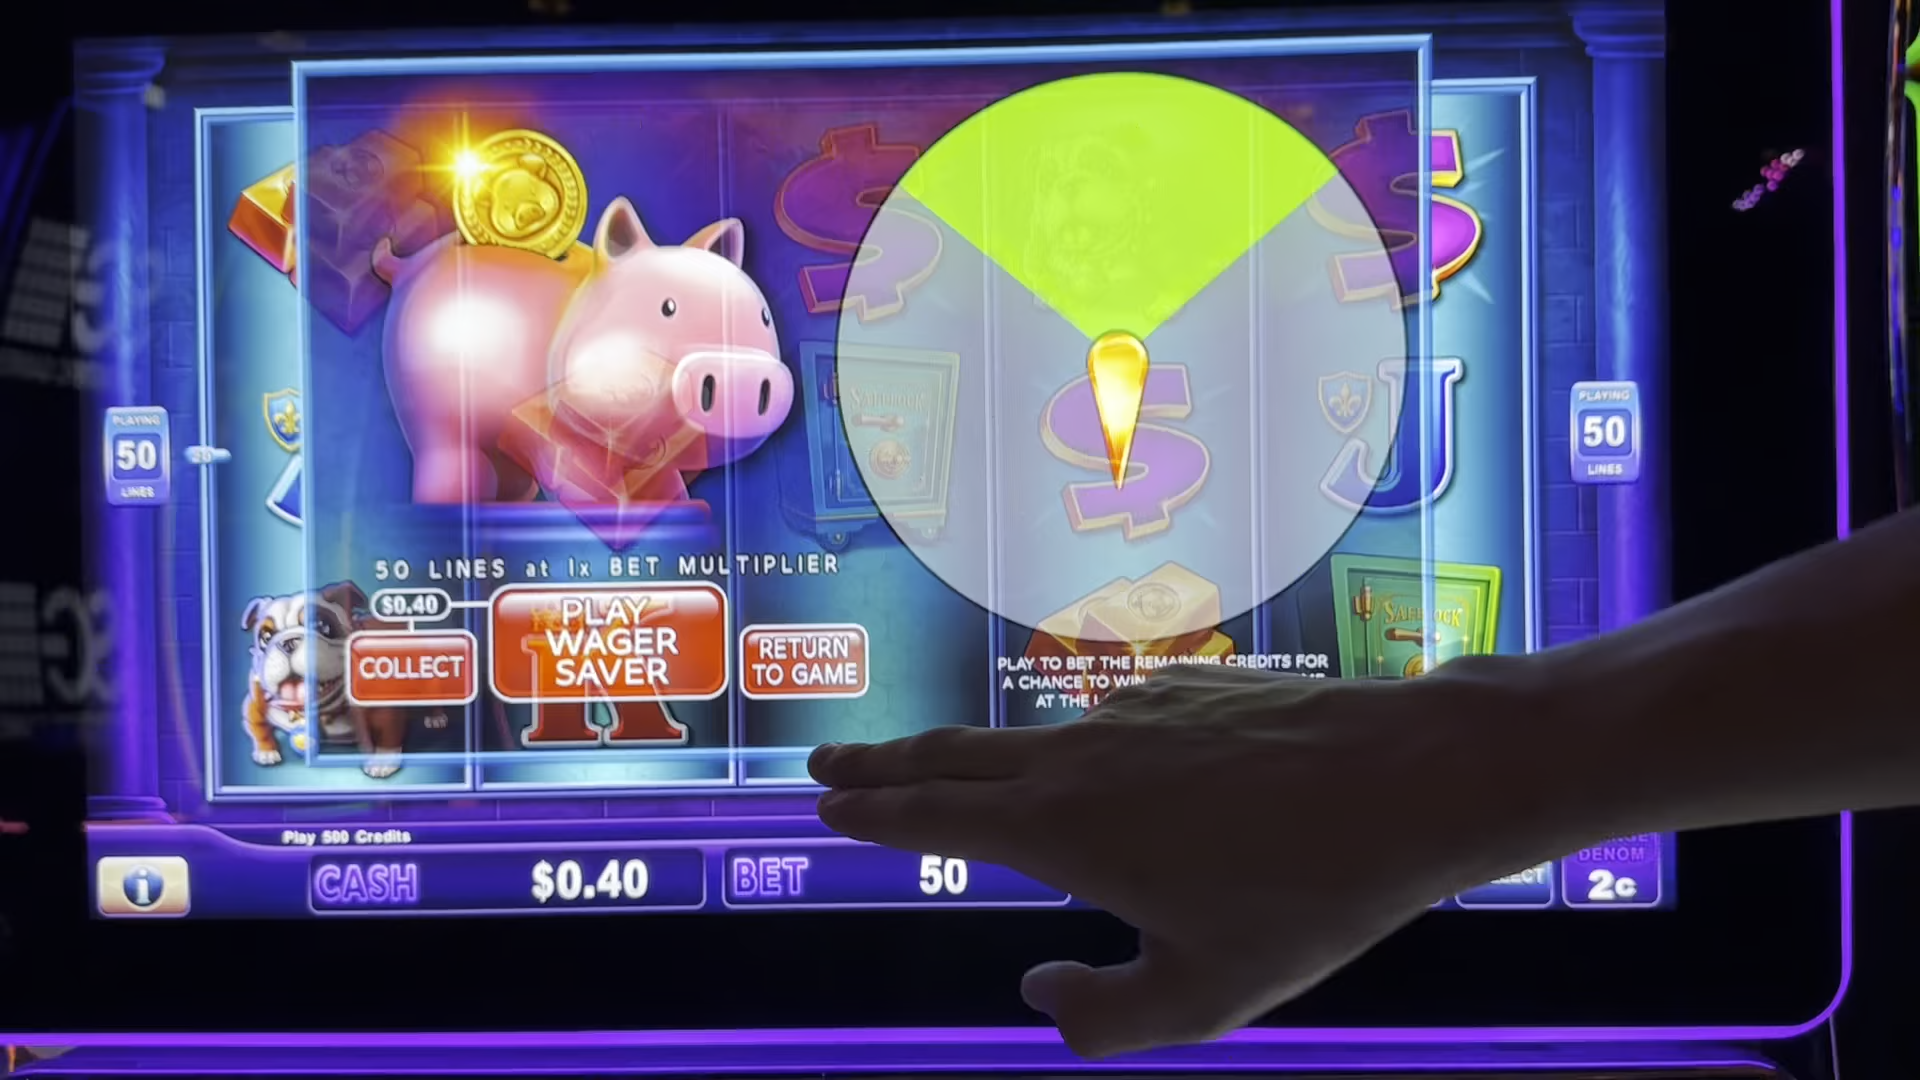 50 LINES at 1x BET MULTIPLIER
$0.40
COLLECT
PLAY
WAGER
SAVER
RETURN
TO GAME
PLAY TO BET THE REMAINING CREDITS FOR
A CHANCE TO WIN
AT THE
PLAYING
50
LINES
PLAYING
50
LINES
SAFEROCK
Play 500 Credits
CASH
$0.40
BET
50
DENOM
2c